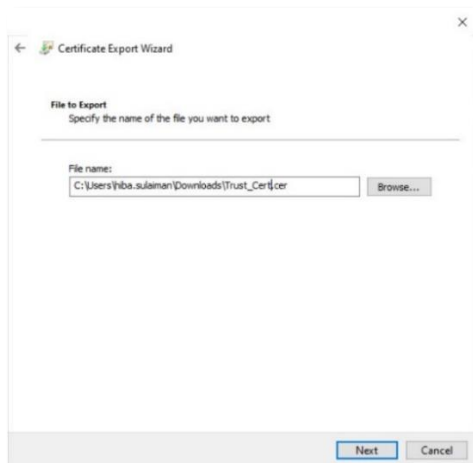 Certificate Export Wizard
File to Export
Specify the name of the file you want to export
File name:
C:\Users\hiba.sulaiman\Downloads\Trust_Cert.cer
Browse...
Next
Cancel